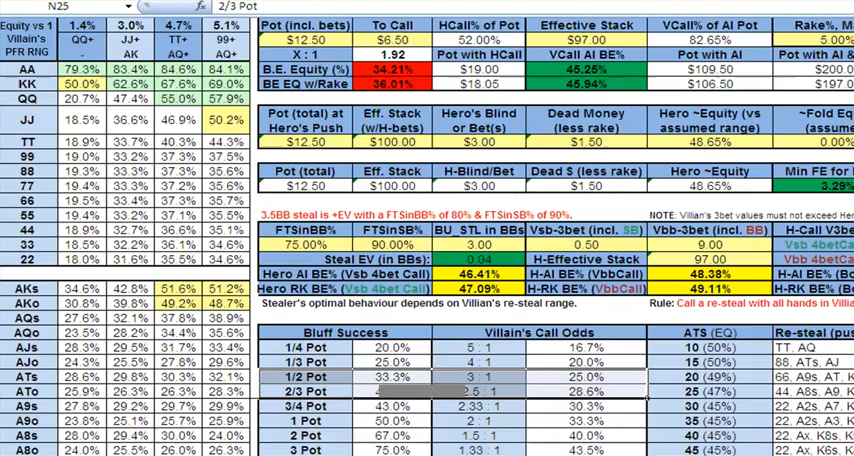 N25 fx 2/3 Pot
Equity vs 1 1.4% 3.0% 4.7% 5.1% Pot (incl. bets) To Call HCall% of Pot Effective Stack VCall% of AI Pot Rake%, M
Villain's QQ+ JJ+ TT+ 99+ $12.50 $6.50 52.00% $97.00 82.65% 5.00%
PFR RNG - AK AQ+ AQ+ X : 1 1.92 Pot with HCall VCall AI BE% Pot with AI Pot with AI &
AA 79.3% 83.4% 84.6% 84.1% B.E. Equity (%) 34.21% $19.00 45.25% $109.50 $200.0
KK 50.0% 62.6% 67.6% 69.0% BE EQ w/Rake 36.01% $18.05 45.94% $106.50 $197.0
QQ 20.7% 47.4% 55.0% 57.9%
JJ 18.5% 36.6% 46.9% 50.2% Pot (total) at Hero's Push Eff. Stack (w/H-bets) Hero's Blind or Bet(s) Dead Money (less rake) Hero ~Equity (vs assumed range) ~Fold Eq (assume
TT 18.9% 33.7% 40.3% 44.3% $12.50 $100.00 $3.00 $1.50 48.65% 0.00%
99 19.0% 33.2% 37.3% 37.5%
88 19.3% 33.2% 37.3% 35.6% Pot (total) Eff. Stack H-Blind/Bet Dead $ (less rake) Hero ~Equity Min FE for
77 19.4% 33.3% 37.2% 35.6% $12.50 $100.00 $3.00 $1.50 48.65% 3.29%
66 19.5% 33.4% 37.3% 35.7%
55 19.4% 33.2% 37.1% 35.5% 3.5BB steal is +EV with a FTSinBB% of 80% & FTSinSB% of 90%. NOTE: Villian's 3bet values must not exceed Her
44 18.9% 32.7% 36.6% 35.1% FTSinBB% FTSinSB% BU_STL in BBs Vsb-3bet (incl. SB) Vbb-3bet (incl. BB) H-Call V3be
33 18.5% 32.2% 36.1% 34.6% 75.00% 90.00% 3.00 0.50 9.00 Vsb 4betCal
22 18.0% 31.6% 35.5% 34.6% Steal EV (in BBs): 0.04 H-Effective Stack 97.00 Vbb 4betCal
Hero AI BE% (Vsb 4bet Call) 46.41% H-AI BE% (VbbCall) 48.38% H-AI BE% (Bo
AKs 34.6% 42.8% 51.6% 51.2% Hero RK BE% (Vsb 4bet Call) 47.09% H-RK BE% (VbbCall) 49.11% H-RK BE% (Bo
AKo 30.8% 39.8% 49.2% 48.7% Stealer's optimal behaviour depends on Villian's re-steal range. Rule: Call a re-steal with all hands in Villian
AQs 27.6% 32.1% 37.8% 38.9%
AQo 23.5% 28.2% 34.4% 35.6% Bluff Success Villain's Call Odds ATS (EQ) Re-steal (pus
AJs 28.3% 29.5% 31.7% 33.4% 1/4 Pot 20.0% 5 : 1 16.7% 10 (50%) TT, AQ
AJo 24.3% 25.5% 27.8% 29.6% 1/3 Pot 25.0% 4 : 1 20.0% 15 (50%) 88, ATs, AJ
ATs 28.6% 29.8% 30.3% 32.1% 1/2 Pot 33.3% 3 : 1 25.0% 20 (49%) 66, A9s, AT, K
ATo 25.9% 26.3% 26.3% 28.3% 2/3 Pot 2.5 : 1 28.6% 25 (47%) 44, A8s, A9, K
A9s 27.8% 29.2% 29.7% 29.9% 3/4 Pot 43.0% 2.33 : 1 30.3% 30 (45%) 22, A2s, A7, K
A9o 23.8% 25.1% 25.7% 25.9% 1 Pot 50.0% 2 : 1 33.3% 35 (45%) 22, A2s, A3, K
A8s 28.0% 29.4% 30.0% 24.0% 2 Pot 67.0% 1.5 : 1 40.0% 40 (45%) 22, Ax, K8s, K
A8o 24.0% 25.5% 26.0% 26.3% 3 Pot 75.0% 1.33 : 1 43.5% 45 (45%) 22, Ax, K6s, K